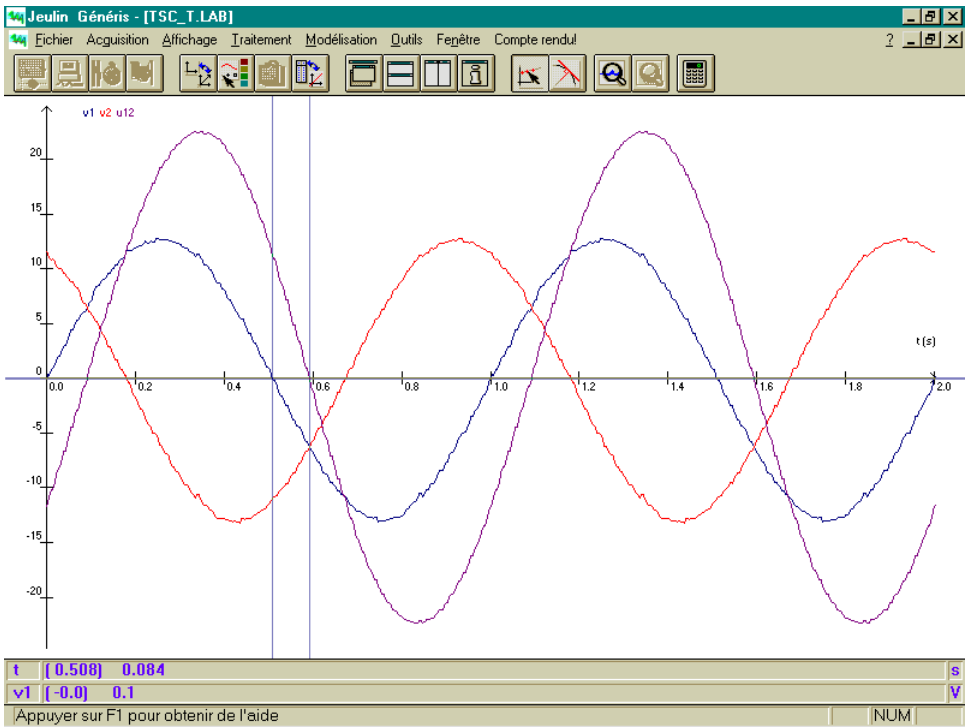 Jeulin Généris - [TSC_T.LAB]
Fichier Acquisition Affichage Traitement Modélisation Outils Fenêtre Compte rendu! ?
v1 v2 u12
20
15
10
5
t(s)
0
0.0 0.2 0.4 0.6 0.8 1.0 1.2 1.4 1.6 1.8 2.0
-5
-10
-15
-20
t ( 0.508) 0.084 s
v1 (-0.0) 0.1 V
Appuyer sur F1 pour obtenir de l'aide NUM